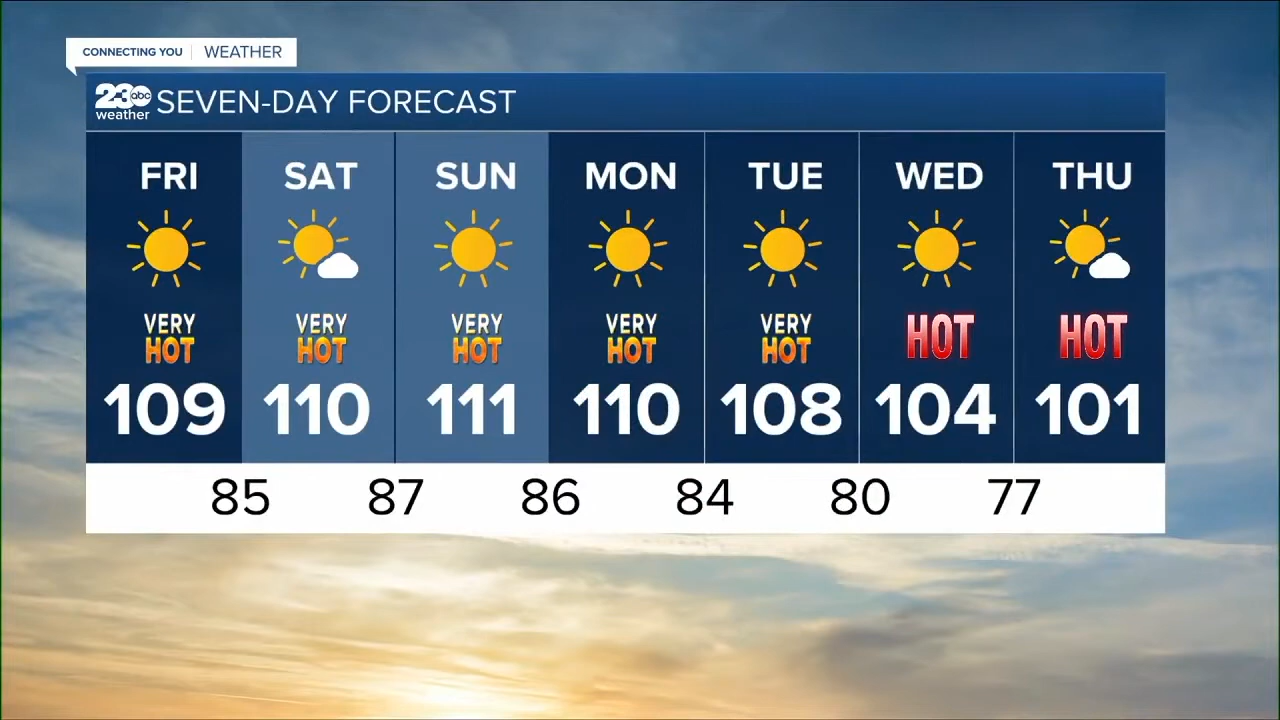 CONNECTING YOU | WEATHER
23 abc
weather
SEVEN-DAY FORECAST
FRI SAT SUN MON TUE WED THU
VERY HOT VERY HOT VERY HOT VERY HOT VERY HOT HOT HOT
109 110 111 110 108 104 101
85 87 86 84 80 77